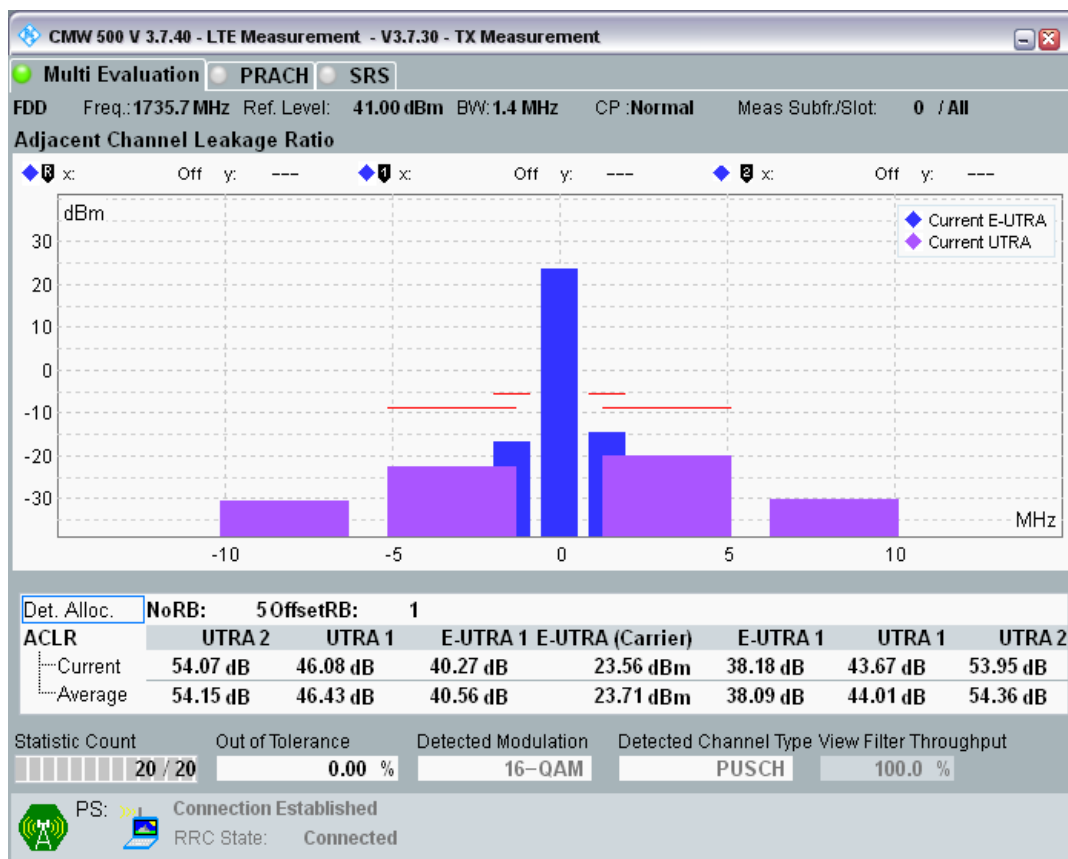 CMW 500 V 3.7.40 - LTE Measurement - V3.7.30 - TX Measurement
Multi Evaluation PRACH SRS
FDD Freq.: 1735.7 MHz Ref. Level: 41.00 dBm BW: 1.4 MHz CP :Normal Meas Subfr./Slot: 0 / All
Adjacent Channel Leakage Ratio
R x: Off y: --- 1 x: Off y: --- 2 x: Off y: ---
dBm
Current E-UTRA
Current UTRA
30
20
10
0
-10
-20
-30
MHz
-10 -5 0 5 10
Det. Alloc. NoRB: 5 OffsetRB: 1
ACLR UTRA 2 UTRA 1 E-UTRA 1 E-UTRA (Carrier) E-UTRA 1 UTRA 1 UTRA 2
Current 54.07 dB 46.08 dB 40.27 dB 23.56 dBm 38.18 dB 43.67 dB 53.95 dB
Average 54.15 dB 46.43 dB 40.56 dB 23.71 dBm 38.09 dB 44.01 dB 54.36 dB
Statistic Count Out of Tolerance Detected Modulation Detected Channel Type View Filter Throughput
20 / 20 0.00 % 16-QAM PUSCH 100.0 %
PS: Connection Established
RRC State: Connected